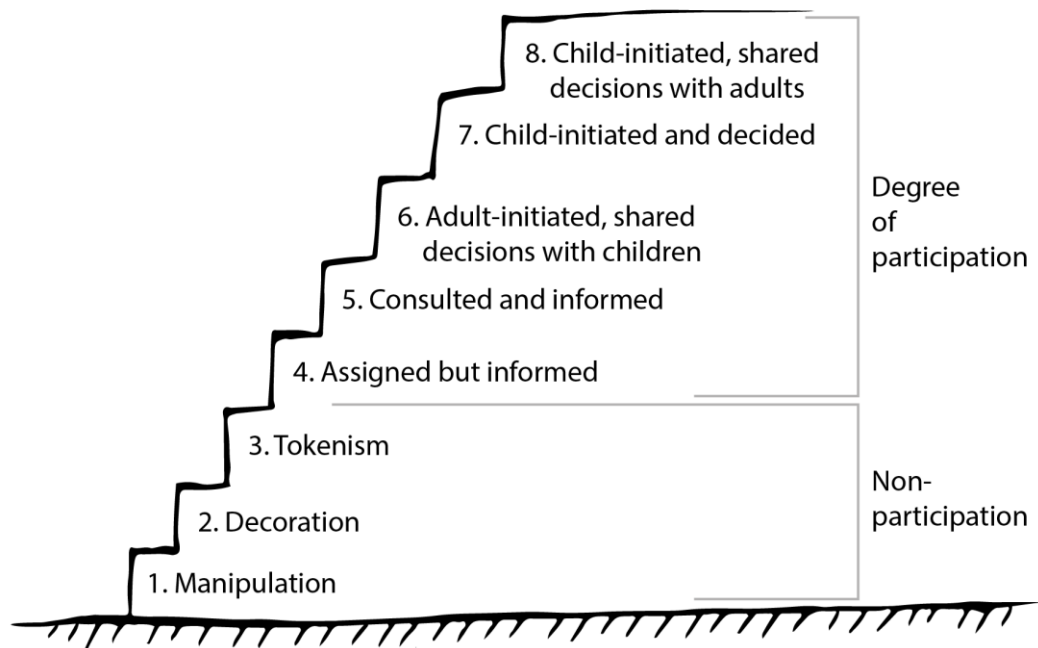 8. Child-initiated, shared
decisions with adults
7. Child-initiated and decided
6. Adult-initiated, shared
decisions with children
5. Consulted and informed
4. Assigned but informed
3. Tokenism
2. Decoration
1. Manipulation
Degree
of
participation
Non-
participation